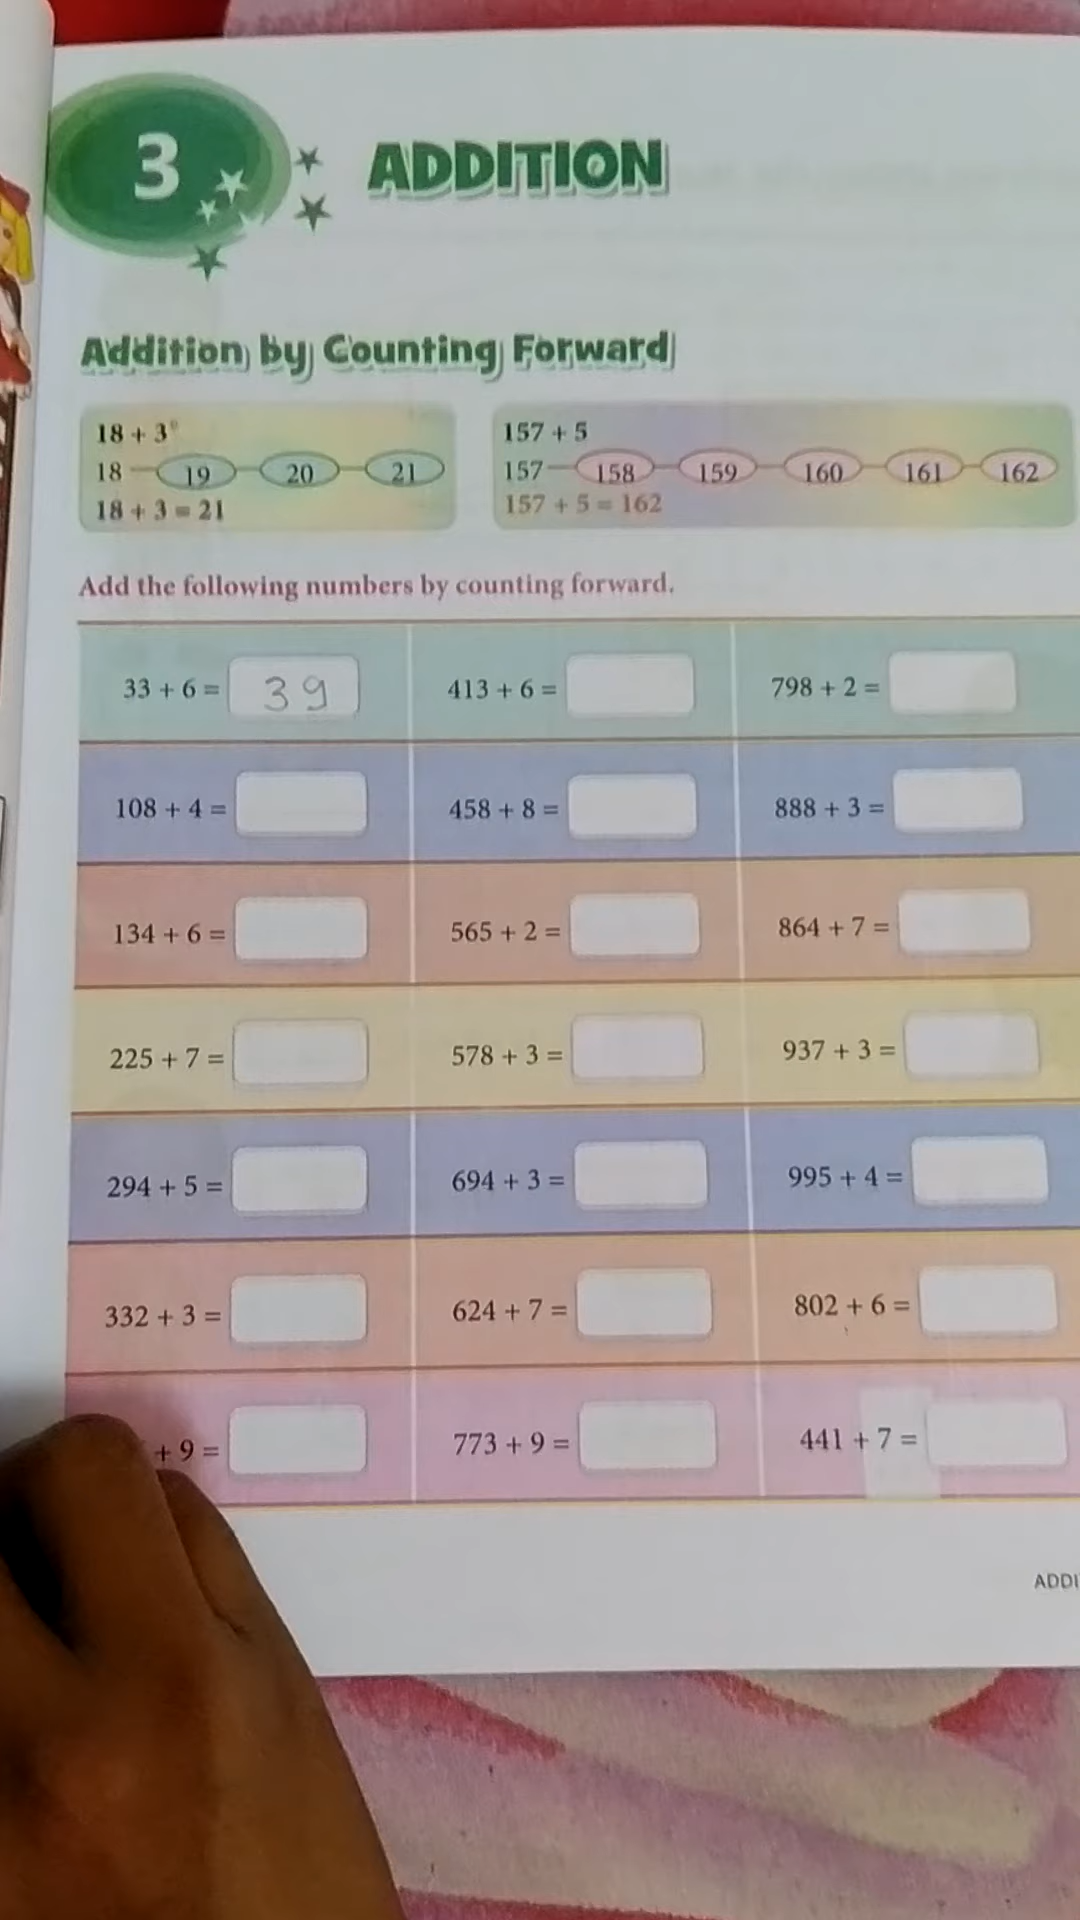 3
ADDITION
Addition by Counting Forward
18 + 3
18 19 20 21
18 + 3 = 21
157 + 5
157 158 159 160 161 162
157 + 5 = 162
Add the following numbers by counting forward.
33 + 6 = 39 413 + 6 = 798 + 2 =
108 + 4 = 458 + 8 = 888 + 3 =
134 + 6 = 565 + 2 = 864 + 7 =
225 + 7 = 578 + 3 = 937 + 3 =
294 + 5 = 694 + 3 = 995 + 4 =
332 + 3 = 624 + 7 = 802 + 6 =
+ 9 = 773 + 9 = 441 + 7 =